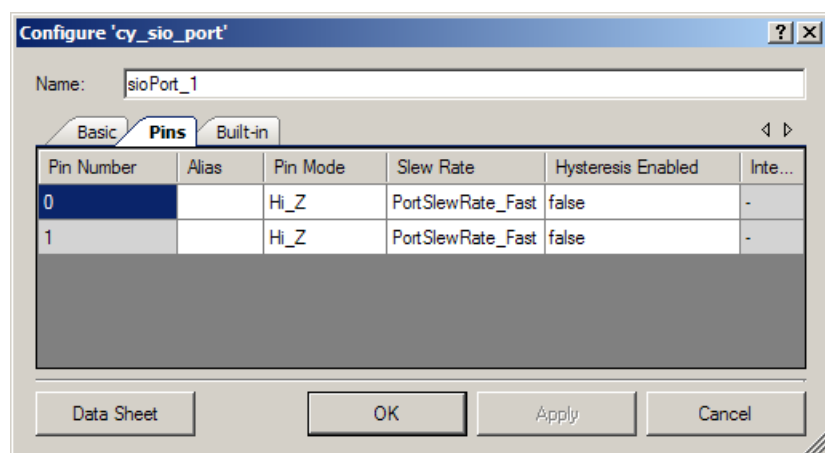 Configure 'cy_sio_port'
Name: sioPort_1
Basic Pins Built-in
Pin Number Alias Pin Mode Slew Rate Hysteresis Enabled Inte...
0 Hi_Z PortSlewRate_Fast false -
1 Hi_Z PortSlewRate_Fast false -
Data Sheet OK Apply Cancel